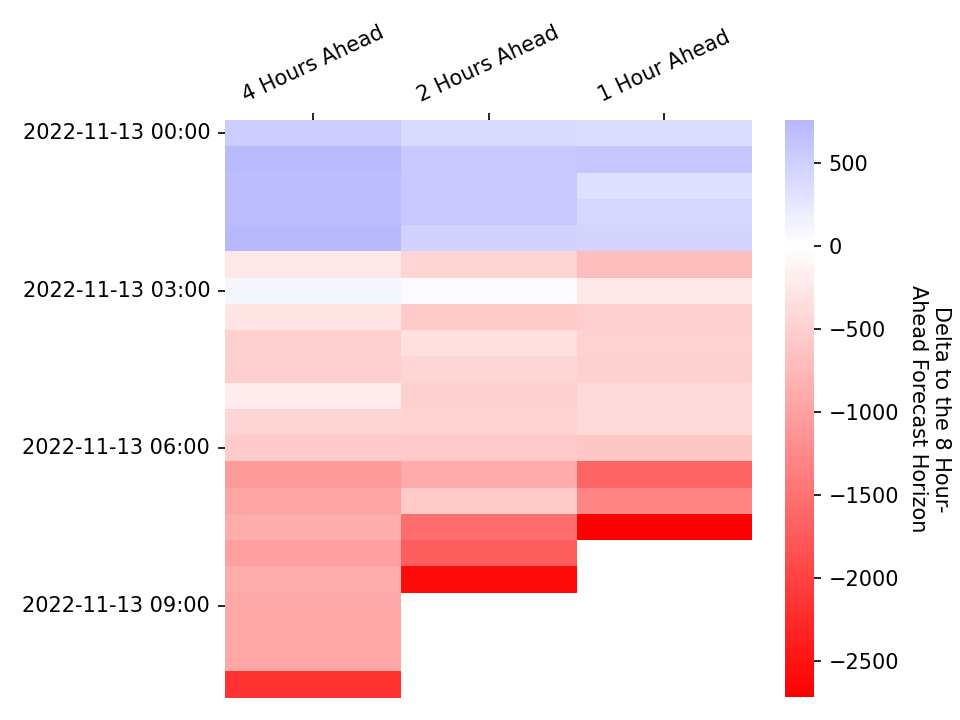 4 Hours Ahead
2 Hours Ahead
1 Hour Ahead
2022-11-13 00:00
2022-11-13 03:00
2022-11-13 06:00
2022-11-13 09:00
500
0
−500
−1000
−1500
−2000
−2500
Delta to the 8 Hour-
Ahead Forecast Horizon